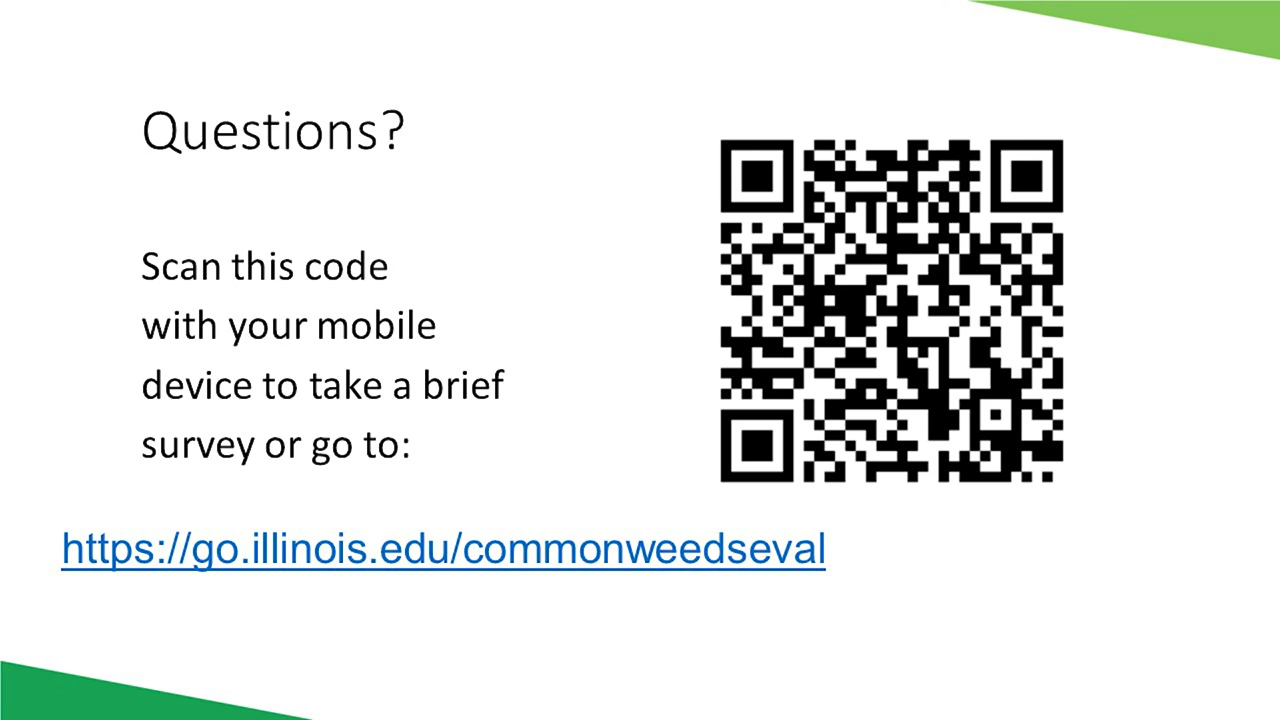 Questions?
Scan this code
with your mobile
device to take a brief
survey or go to:
https://go.illinois.edu/commonweedseval